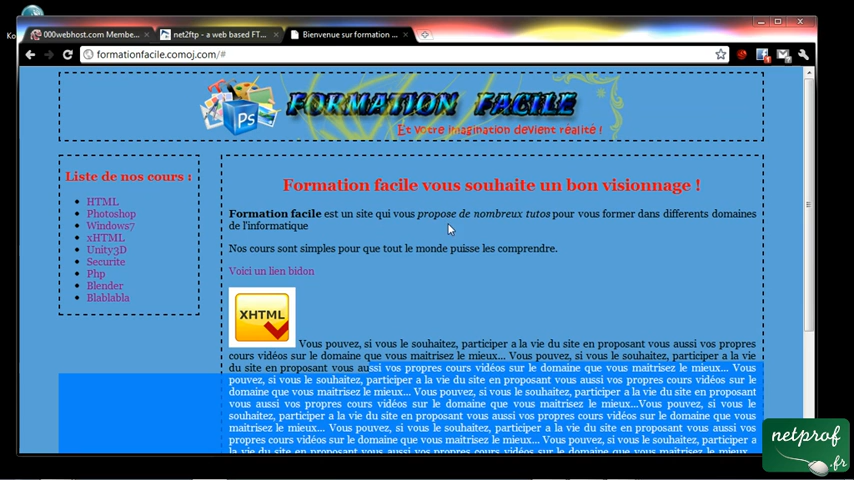 000webhost.com Membe...
net2ftp - a web based FT...
Bienvenue sur formation
formationfacile.comoj.com/#
Ps
FORMATION FACILE
Et votre imagination devient réalité !
Liste de nos cours :
HTML
Photoshop
Windows7
xHTML
Unity3D
Securite
Php
Blender
Blablabla
Formation facile vous souhaite un bon visionnage !
Formation facile est un site qui vous propose de nombreux tutos pour vous former dans differents domaines
de l'informatique
Nos cours sont simples pour que tout le monde puisse les comprendre.
Voici un lien bidon
XHTML
Vous pouvez, si vous le souhaitez, participer a la vie du site en proposant vous aussi vos propres
cours vidéos sur le domaine que vous maitrisez le mieux... Vous pouvez, si vous le souhaitez, participer a la vie
du site en proposant vous aussi vos propres cours vidéos sur le domaine que vous maitrisez le mieux... Vous
pouvez, si vous le souhaitez, participer a la vie du site en proposant vous aussi vos propres cours vidéos sur le
domaine que vous maitrisez le mieux... Vous pouvez, si vous le souhaitez, participer a la vie du site en proposant
vous aussi vos propres cours vidéos sur le domaine que vous maitrisez le mieux...Vous pouvez, si vous le
souhaitez, participer a la vie du site en proposant vous aussi vos propres cours vidéos sur le domaine que vous
maitrisez le mieux... Vous pouvez, si vous le souhaitez, participer a la vie du site en proposant vous aussi vos
propres cours vidéos sur le domaine que vous maitrisez le mieux... Vous pouvez, si vous le souhaitez, participer a
netprof
.fr